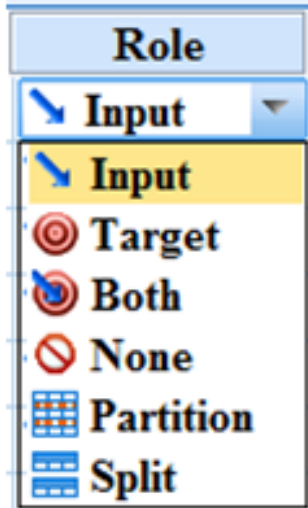 Role
Input
Input
Target
Both
None
Partition
Split